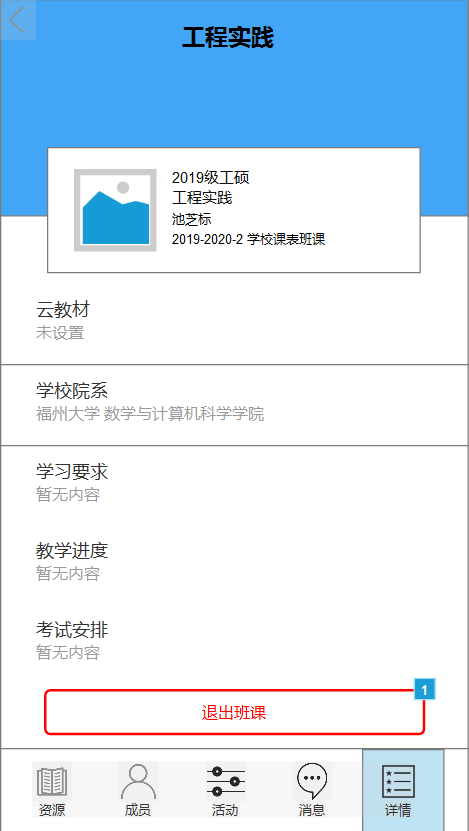 工程实践
2019级工硕
工程实践
池芝标
2019-2020-2 学校课表班课
云教材
未设置
学校院系
福州大学 数学与计算机科学学院
学习要求
暂无内容
教学进度
暂无内容
考试安排
暂无内容
1
退出班课
资源 成员 活动 消息 详情